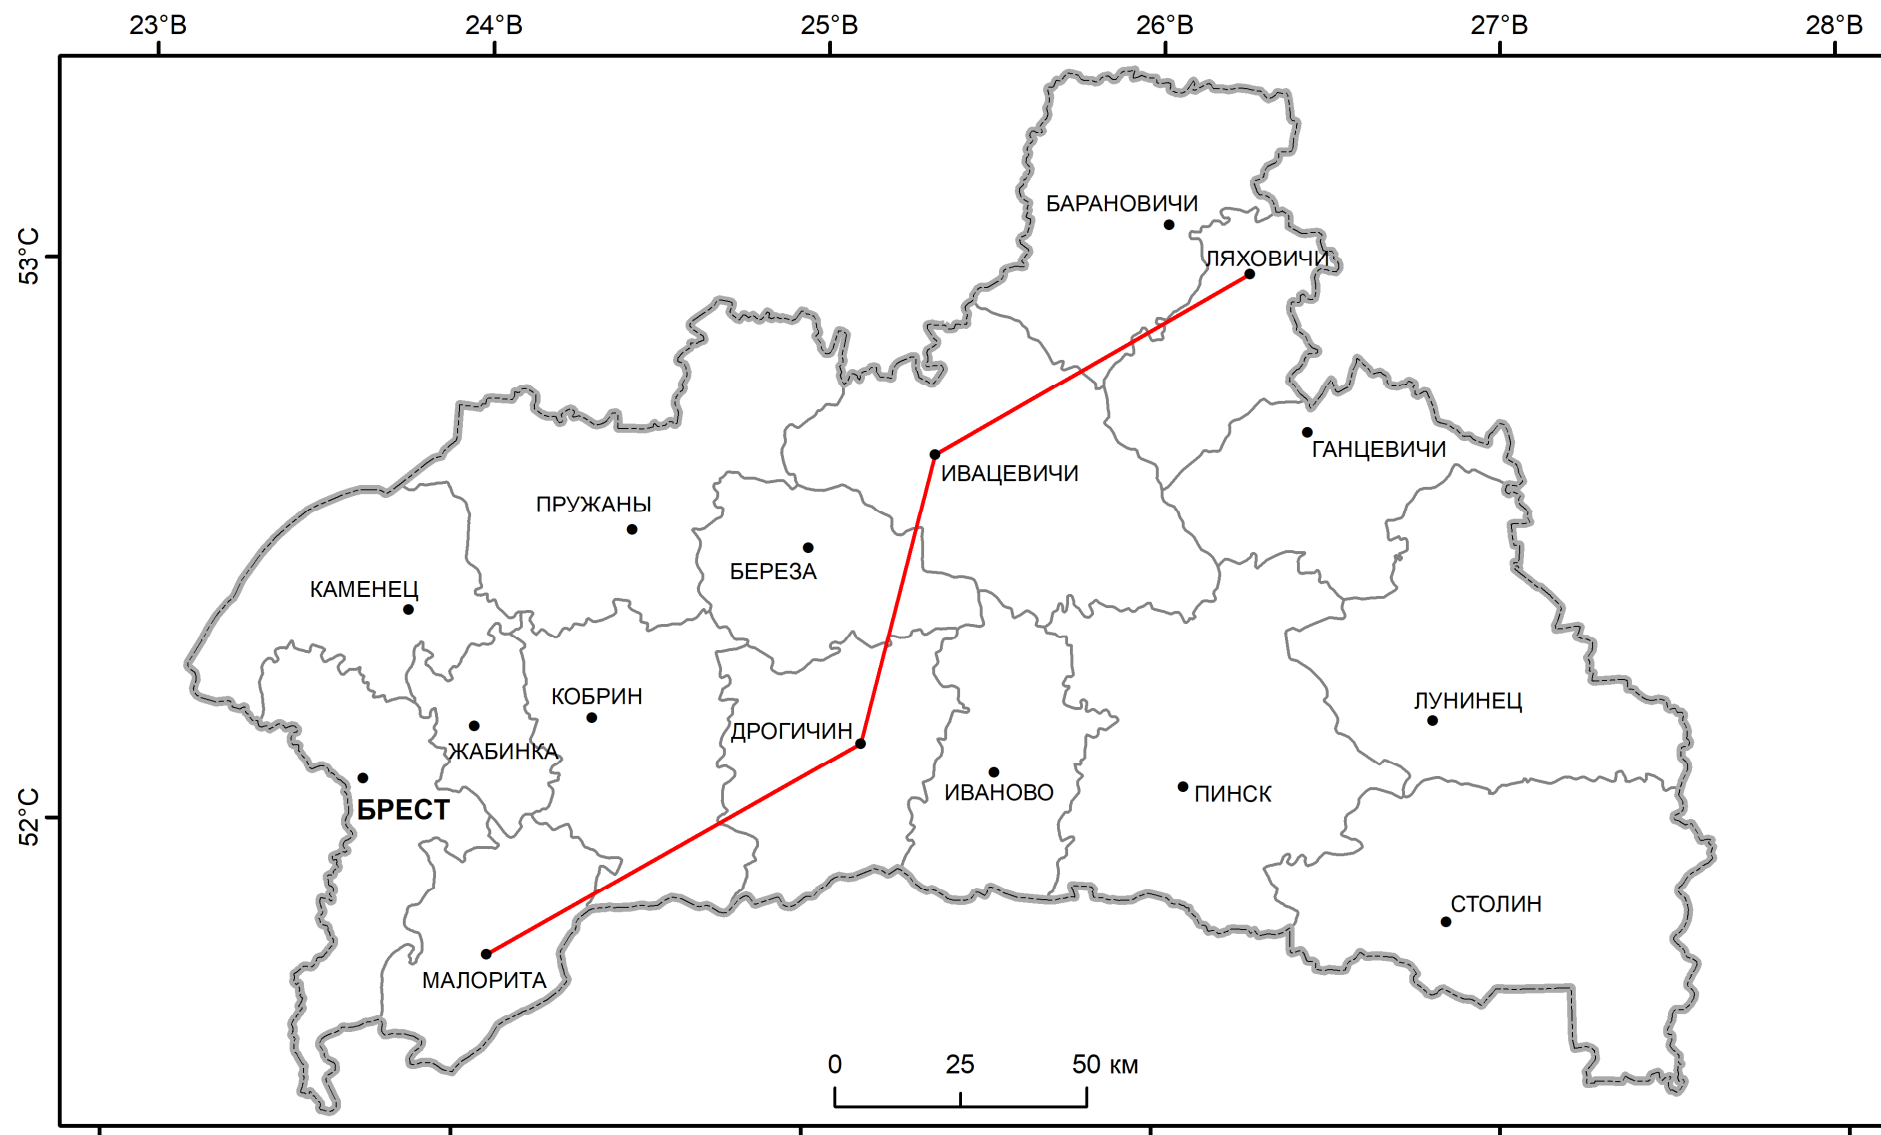 23°В 24°В 25°В 26°В 27°В 28°В
53°С
52°С
БАРАНОВИЧИ
ЛЯХОВИЧИ
ГАНЦЕВИЧИ
ИВАЦЕВИЧИ
ПРУЖАНЫ
БЕРЕЗА
КАМЕНЕЦ
КОБРИН
ЛУНИНЕЦ
ДРОГИЧИН
ЖАБИНКА
ИВАНОВО
ПИНСК
БРЕСТ
СТОЛИН
МАЛОРИТА
0 25 50 км